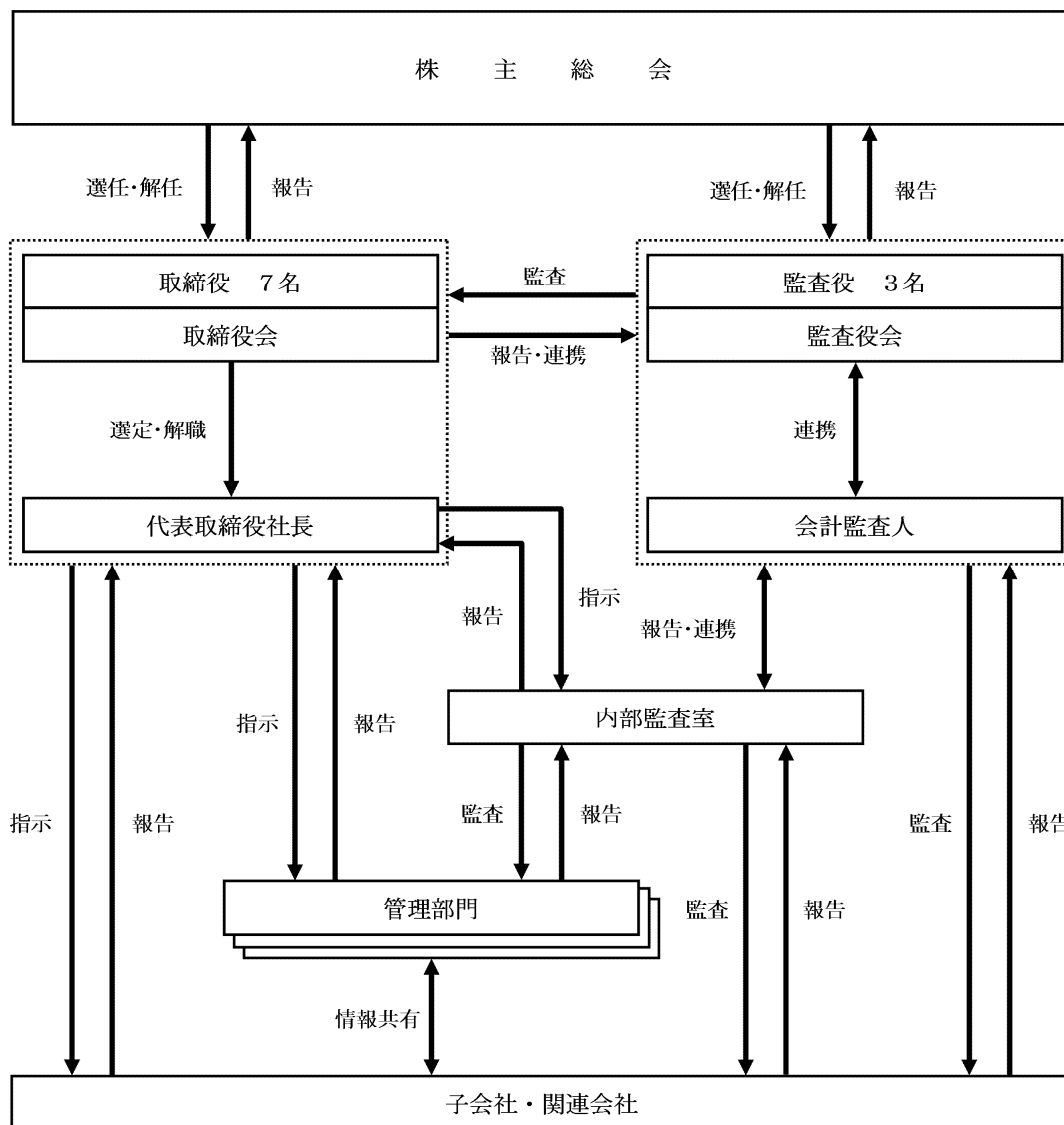 株主総会
選任・解任
報告
選任・解任
報告
取締役 7名
監査
監査役 3名
取締役会
報告・連携
監査役会
選定・解職
連携
代表取締役社長
会計監査人
報告
指示
報告・連携
内部監査室
指示
報告
指示
報告
監査
報告
監査
報告
管理部門
監査
報告
情報共有
子会社・関連会社